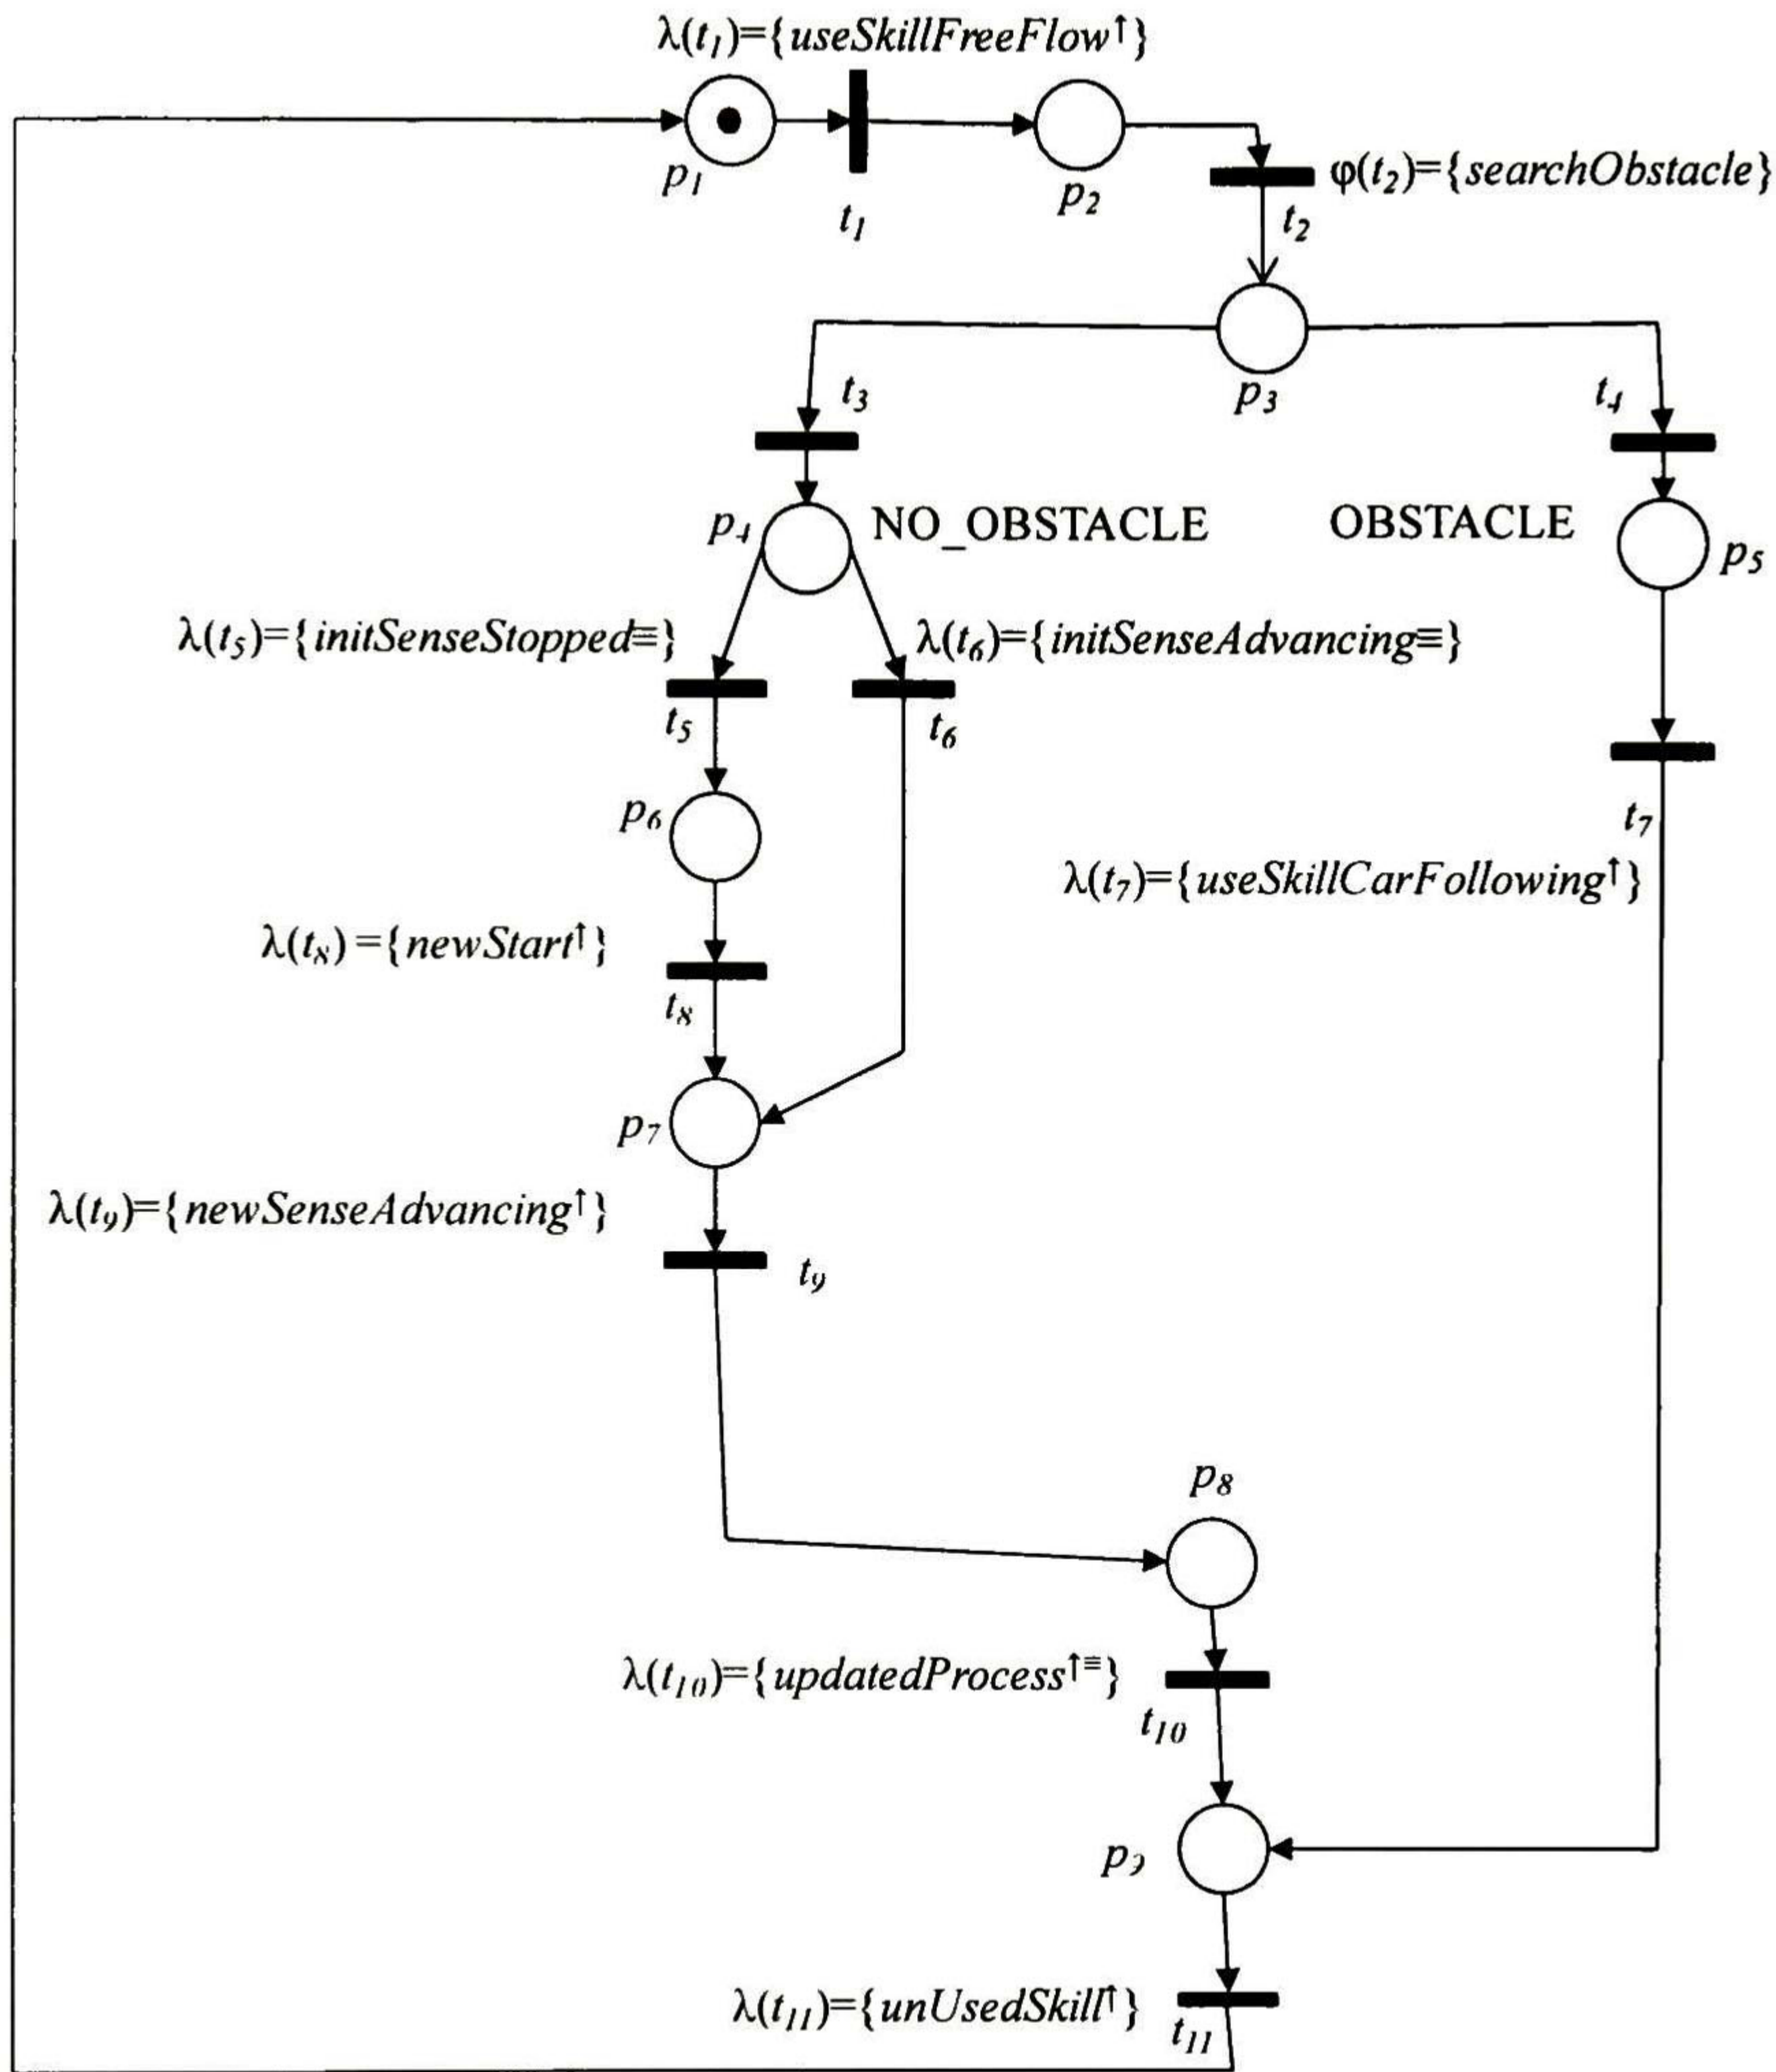 λ(t1)={useSkillFreeFlow↑}
p1
t1
p2
φ(t2)={searchObstacle}
t2
p3
t3
t4
p4
NO_OBSTACLE
OBSTACLE
p5
λ(t5)={initSenseStopped≡}
λ(t6)={initSenseAdvancing≡}
t5
t6
p6
t7
λ(t7)={useSkillCarFollowing↑}
λ(t8)={newStart↑}
t8
p7
λ(t9)={newSenseAdvancing↑}
t9
p8
λ(t10)={updatedProcess↑≡}
t10
p9
λ(t11)={unUsedSkill↑}
t11